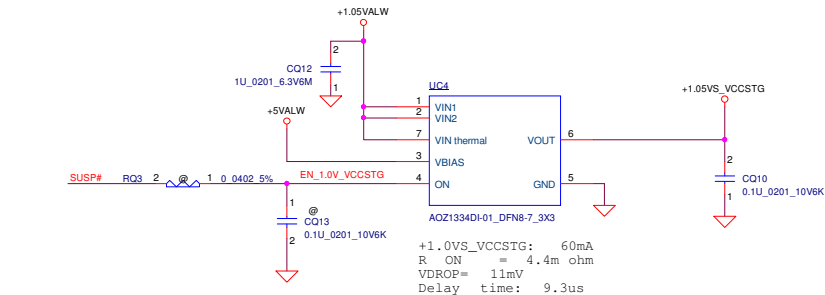 +1.05VALW
2
CQ12
1U_0201_6.3V6M
1
UC4
+1.05VS_VCCSTG
+5VALW
1 VIN1
2 VIN2
7 VIN thermal VOUT 6
3 VBIAS
SUSP# RQ3 2 @ 1 0_0402_5% EN_1.0V_VCCSTG 4 ON GND 5
2
CQ10
0.1U_0201_10V6K
1
1 @
CQ13
0.1U_0201_10V6K
2
AOZ1334DI-01_DFN8-7_3X3
+1.0VS_VCCSTG: 60mA
R ON = 4.4m ohm
VDROP= 11mV
Delay time: 9.3us